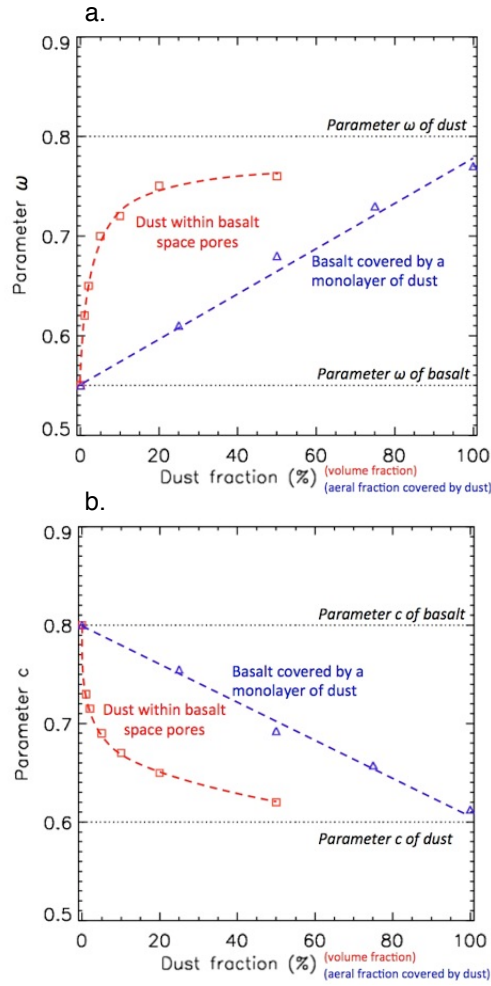 a.
0.9
Parameter ω of dust
0.8
Dust within basalt
space pores
0.7
Basalt covered by a
monolayer of dust
0.6
Parameter ω of basalt
0.5
Parameter ω
0 20 40 60 80 100
Dust fraction (%) (volume fraction)
(aeral fraction covered by dust)
b.
0.9
Parameter c of basalt
0.8
Basalt covered by a
monolayer of dust
Dust within basalt
space pores
0.7
0.6
Parameter c of dust
0.5
Parameter c
0 20 40 60 80 100
Dust fraction (%) (volume fraction)
(aeral fraction covered by dust)